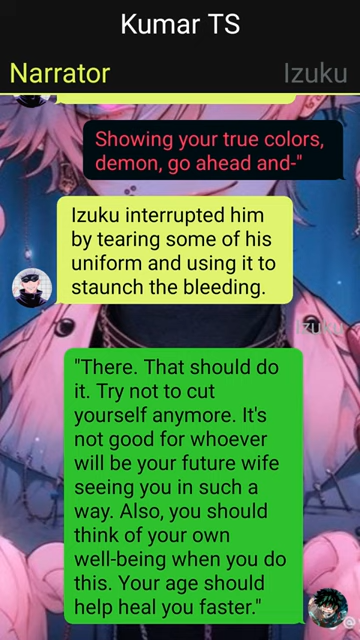 Kumar TS
Narrator
Izuku
Showing your true colors,
demon, go ahead and-"
Izuku interrupted him
by tearing some of his
uniform and using it to
staunch the bleeding.
Izuku
"There. That should do
it. Try not to cut
yourself anymore. It's
not good for whoever
will be your future wife
seeing you in such a
way. Also, you should
think of your own
well-being when you do
this. Your age should
help heal you faster."
@